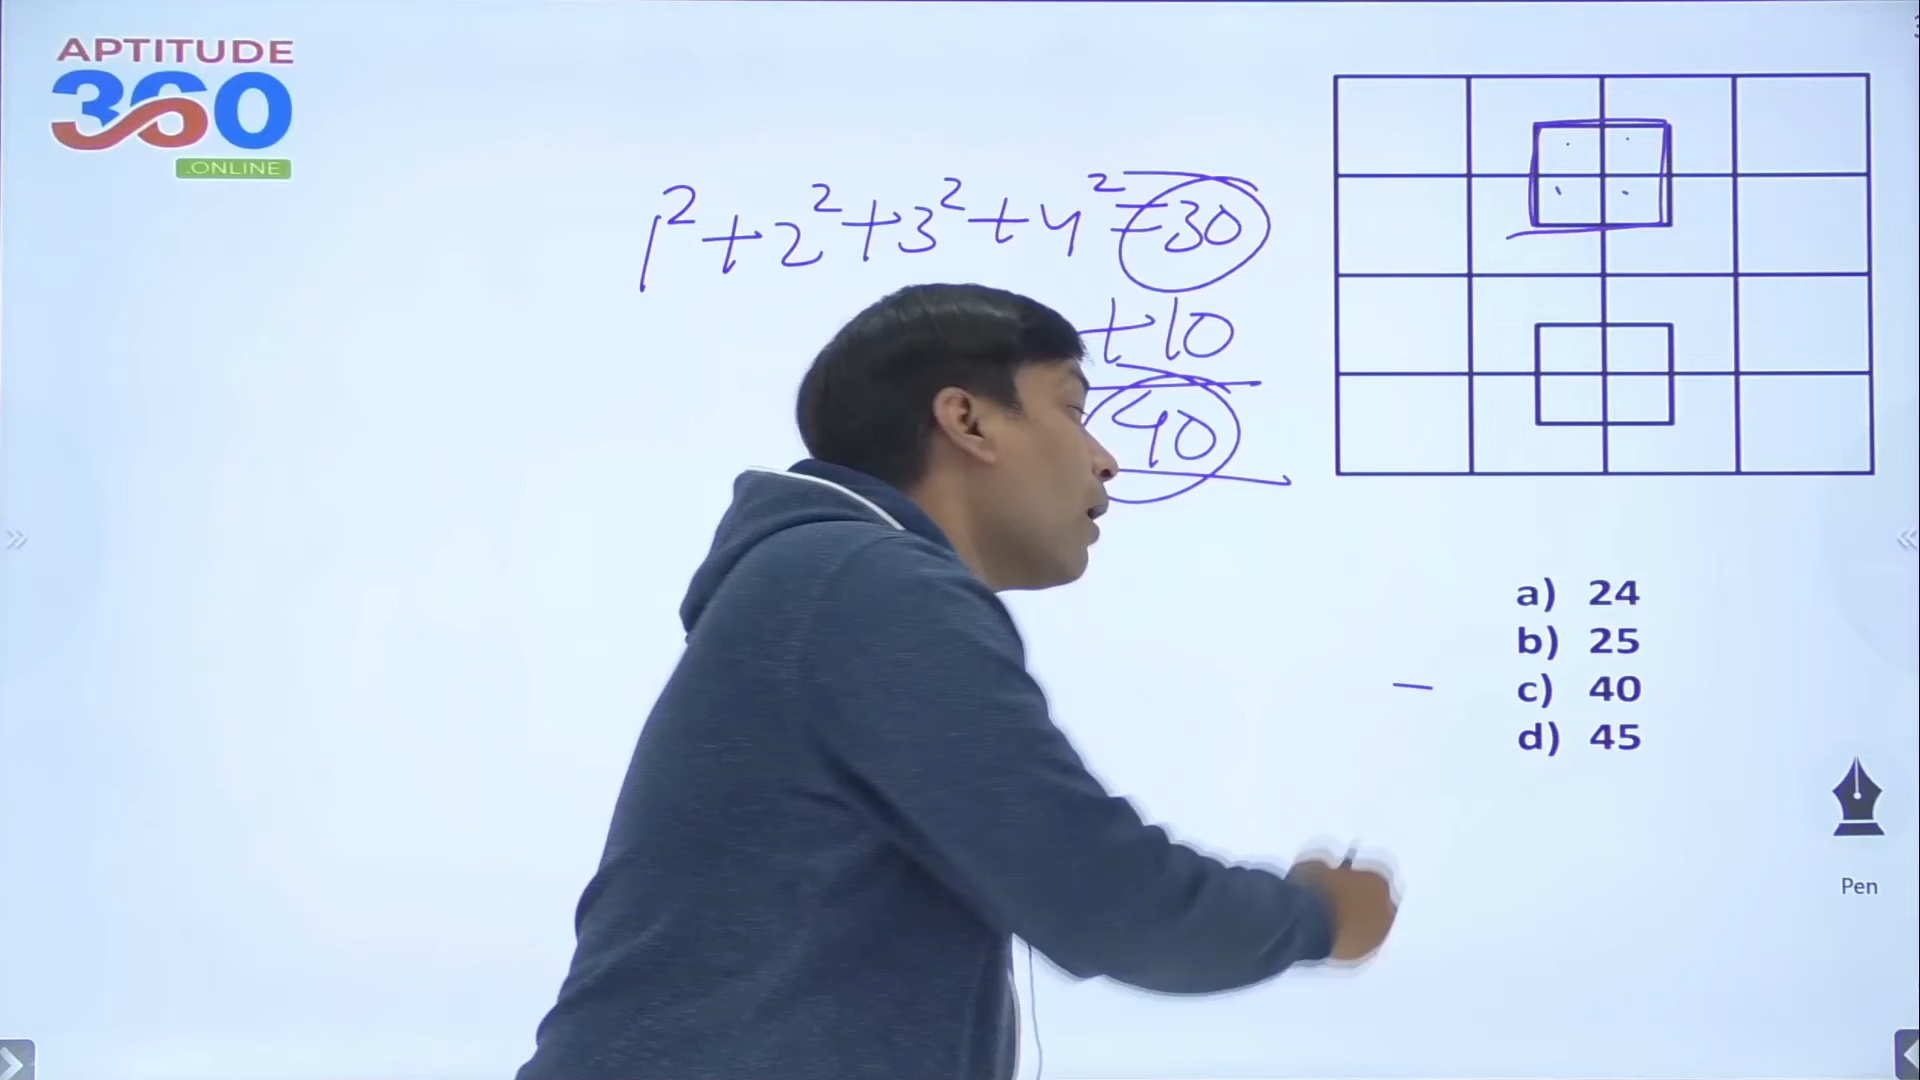 APTITUDE
360
.ONLINE
1² + 2² + 3² + 4² = 30
+10
40
a) 24
b) 25
c) 40
d) 45
Pen